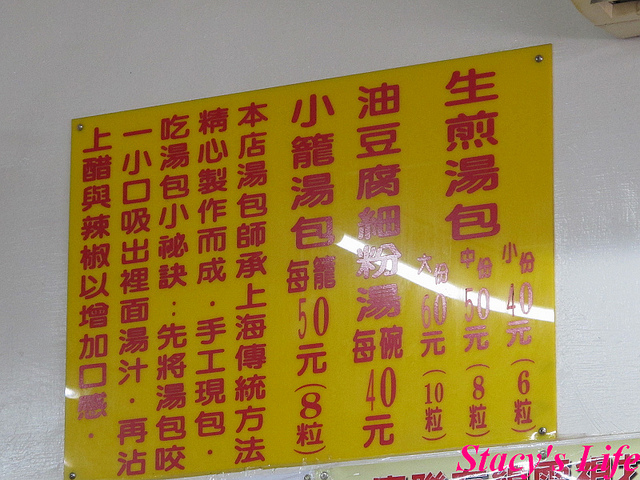 生煎湯包
小份40元(6粒)
中份50元(8粒)
大份60元(10粒)
油豆腐細粉湯每碗40元
小籠湯包每籠50元(8粒)
本店湯包師承上海傳統方法
精心製作而成．手工現包．
吃湯包小祕訣：先將湯包咬
一小口吸出裡面湯汁．再沾
上醋與辣椒以增加口感．
Stacy's Life